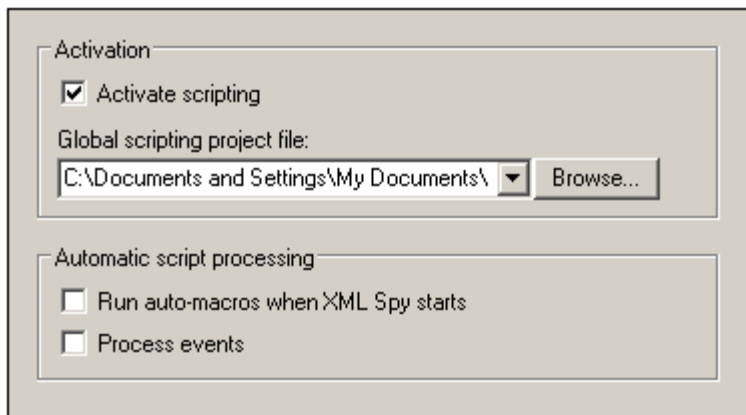 Activation
Activate scripting
Global scripting project file:
C:\Documents and Settings\My Documents\ Browse...
Automatic script processing
Run auto-macros when XML Spy starts
Process events